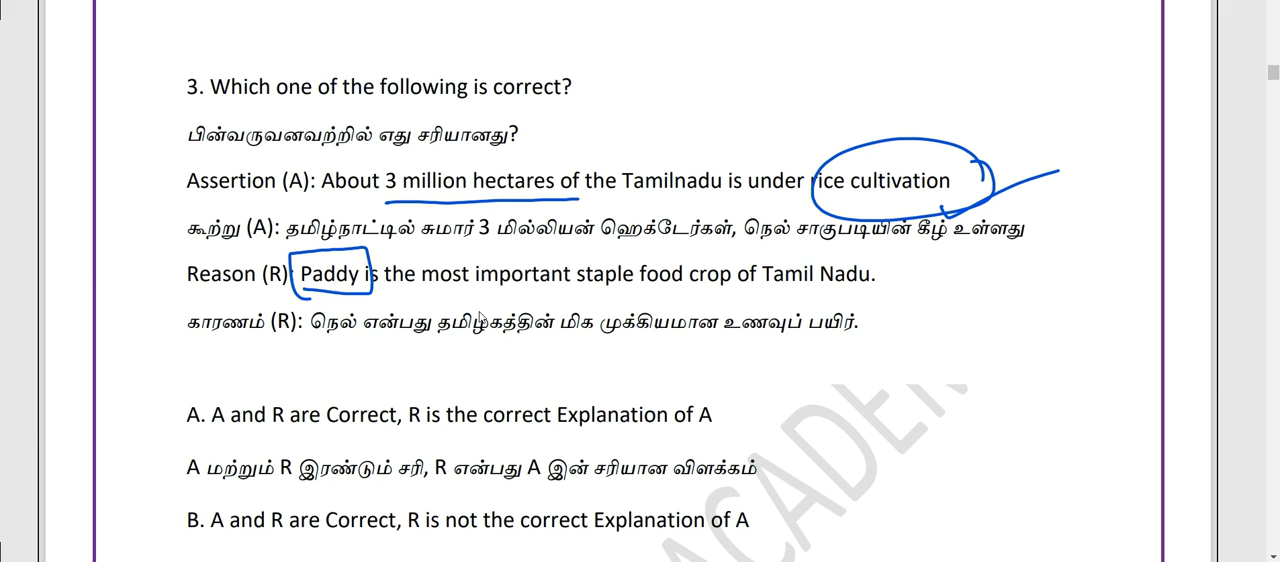 3. Which one of the following is correct?
பின்வருவனவற்றில் எது சரியானது?
Assertion (A): About 3 million hectares of the Tamilnadu is under rice cultivation
கூற்று (A): தமிழ்நாட்டில் சுமார் 3 மில்லியன் ஹெக்டேர்கள், நெல் சாகுபடியின் கீழ் உள்ளது
Reason (R): Paddy is the most important staple food crop of Tamil Nadu.
காரணம் (R): நெல் என்பது தமிழகத்தின் மிக முக்கியமான உணவுப் பயிர்.
A. A and R are Correct, R is the correct Explanation of A
A மற்றும் R இரண்டும் சரி, R என்பது A இன் சரியான விளக்கம்
B. A and R are Correct, R is not the correct Explanation of A